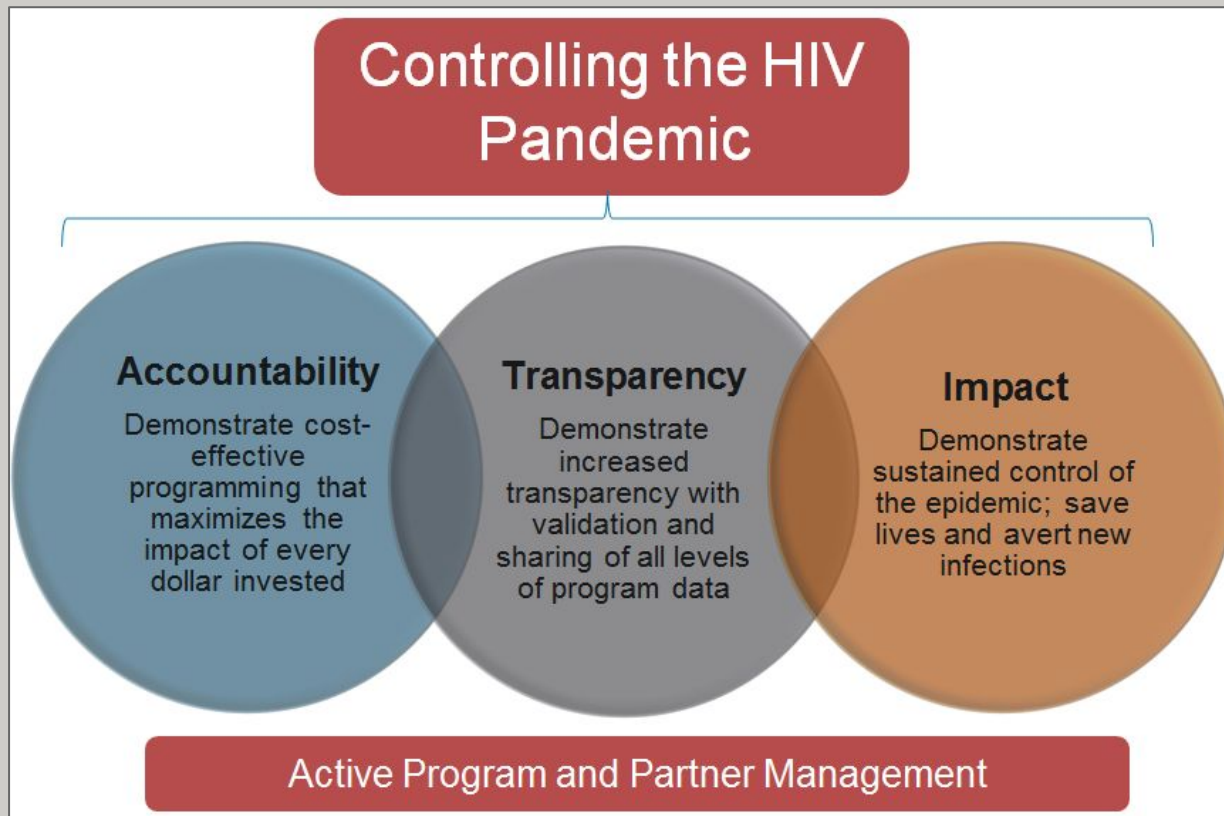 Controlling the HIV
Pandemic
Accountability
Demonstrate cost-
effective
programming that
maximizes the
impact of every
dollar invested
Transparency
Demonstrate
increased
transparency with
validation and
sharing of all levels
of program data
Impact
Demonstrate
sustained control of
the epidemic; save
lives and avert new
infections
Active Program and Partner Management